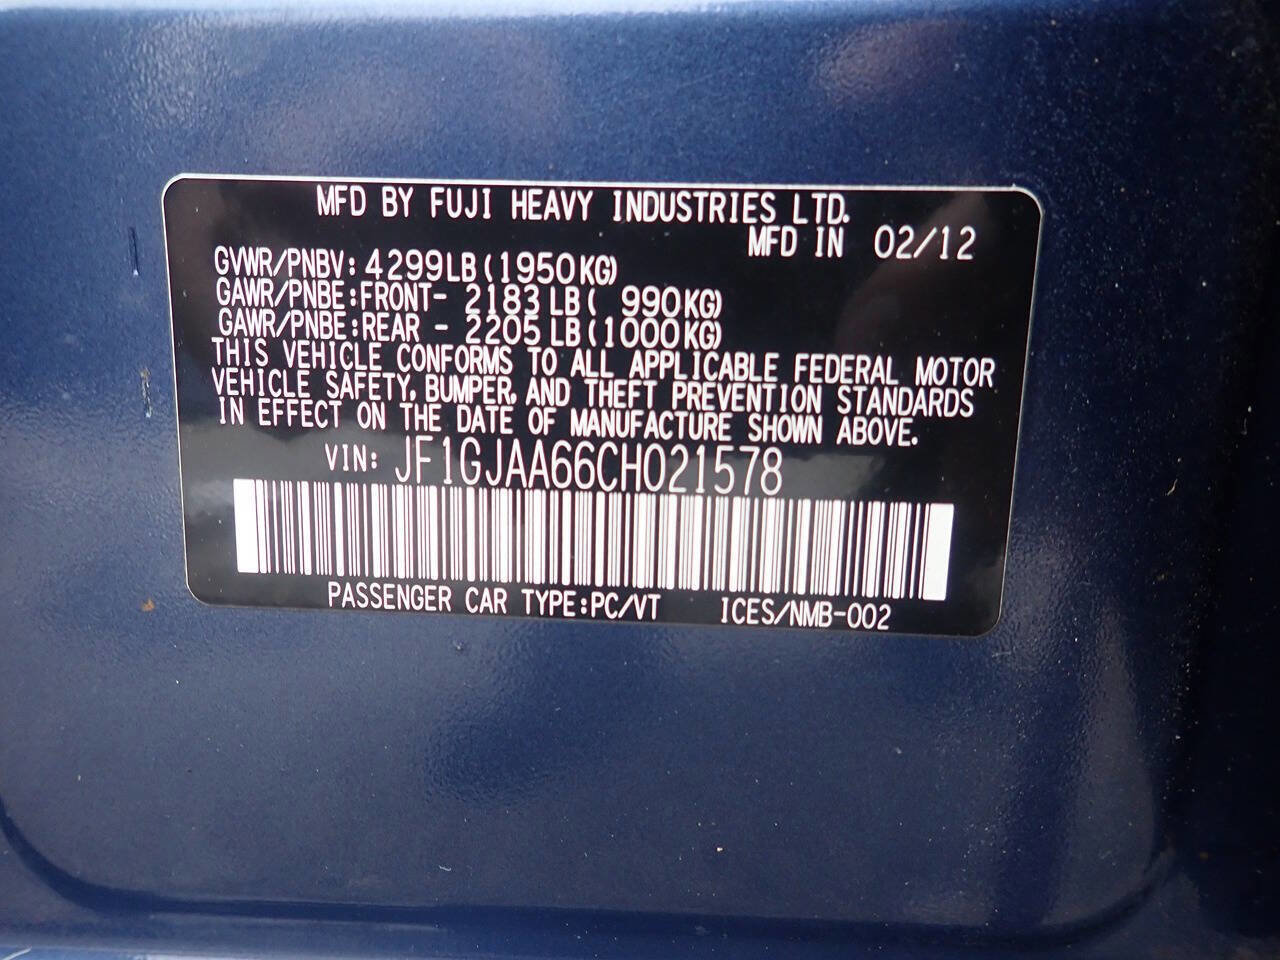 MFD BY FUJI HEAVY INDUSTRIES LTD.
MFD IN 02/12
GVWR/PNBV: 4299LB(1950KG)
GAWR/PNBE:FRONT- 2183LB( 990KG)
GAWR/PNBE:REAR - 2205LB(1000KG)
THIS VEHICLE CONFORMS TO ALL APPLICABLE FEDERAL MOTOR
VEHICLE SAFETY, BUMPER, AND THEFT PREVENTION STANDARDS
IN EFFECT ON THE DATE OF MANUFACTURE SHOWN ABOVE.
VIN: JF1GJAA66CH021578
PASSENGER CAR TYPE:PC/VT ICES/NMB-002